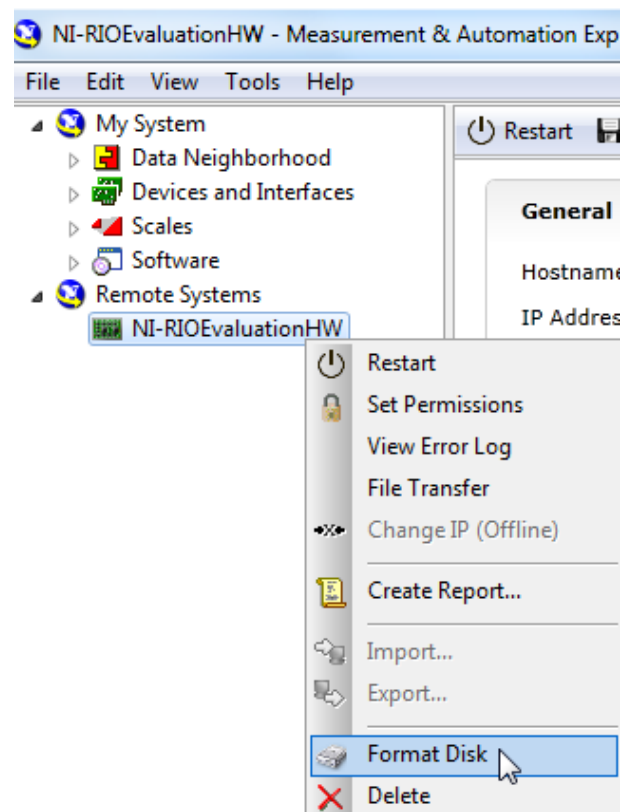 NI-RIOEvaluationHW - Measurement & Automation Exp
File Edit View Tools Help
My System
Data Neighborhood
Devices and Interfaces
Scales
Software
Remote Systems
NI-RIOEvaluationHW
Restart
General
Hostname
IP Addres
Restart
Set Permissions
View Error Log
File Transfer
Change IP (Offline)
Create Report...
Import...
Export...
Format Disk
Delete